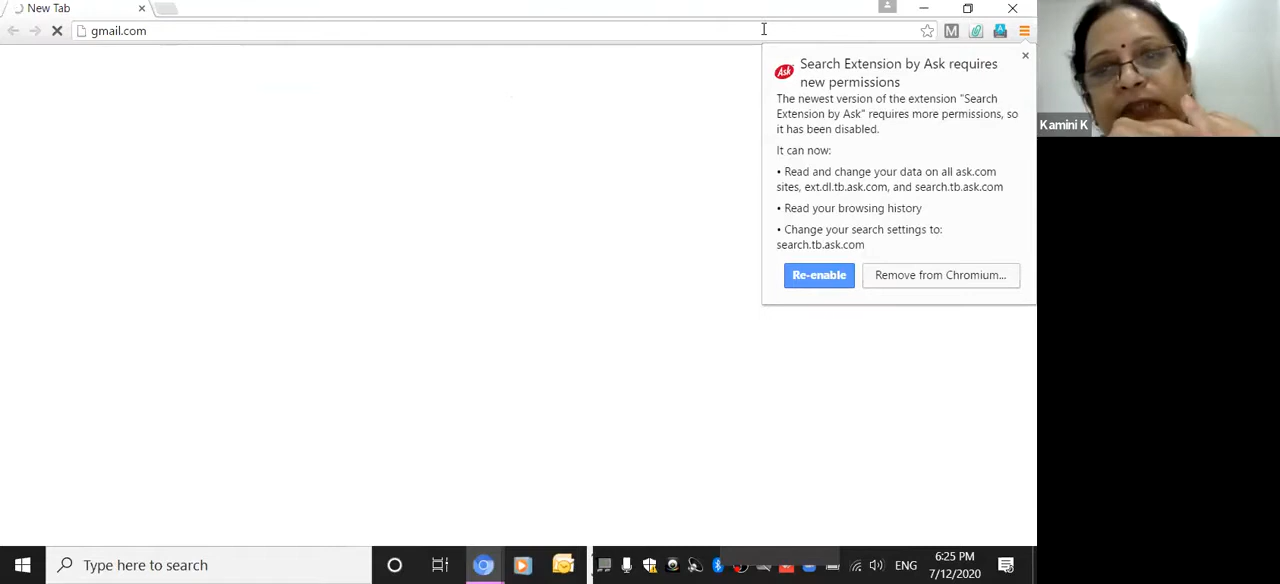 New Tab
gmail.com
M
Ask
Search Extension by Ask requires
new permissions
The newest version of the extension "Search
Extension by Ask" requires more permissions, so
it has been disabled.
It can now:
• Read and change your data on all ask.com
sites, ext.dl.tb.ask.com, and search.tb.ask.com
• Read your browsing history
• Change your search settings to:
search.tb.ask.com
Re-enable
Remove from Chromium...
Kamini K
Type here to search
ENG
6:25 PM
7/12/2020